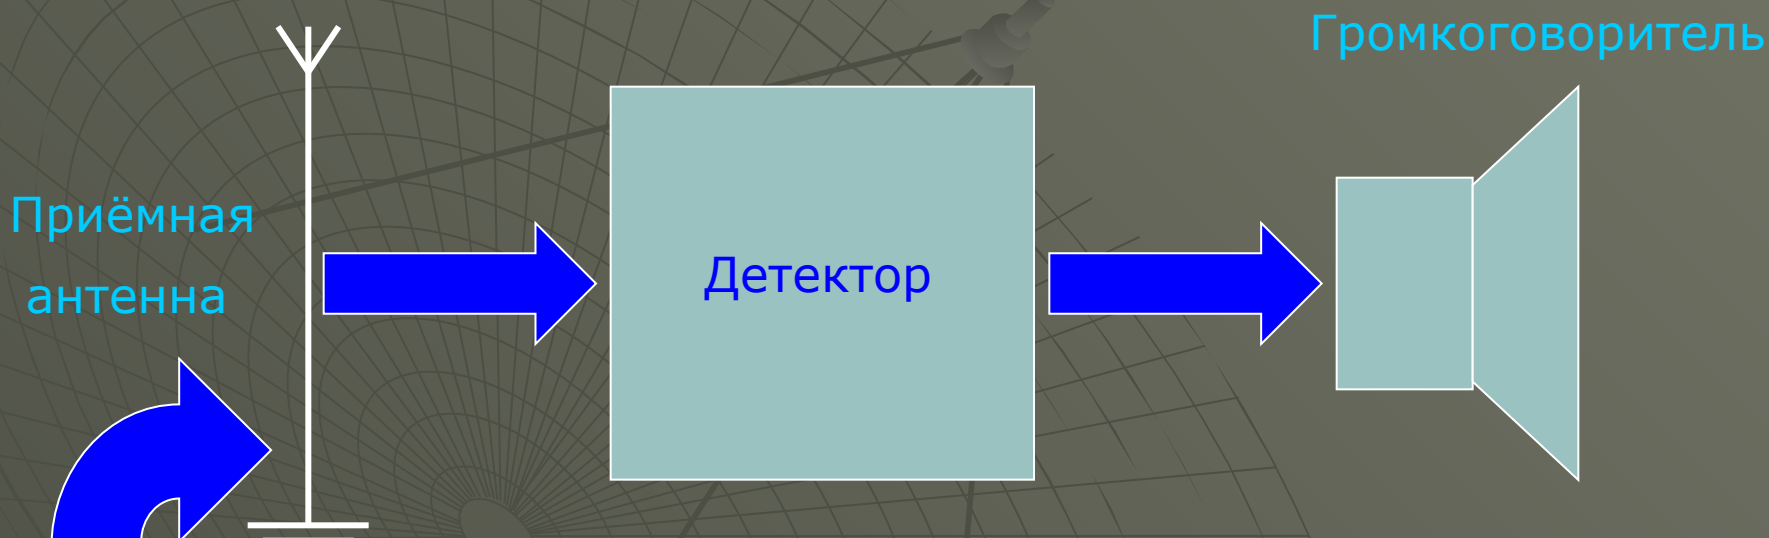 Громкоговоритель
Приёмная
антенна
Детектор